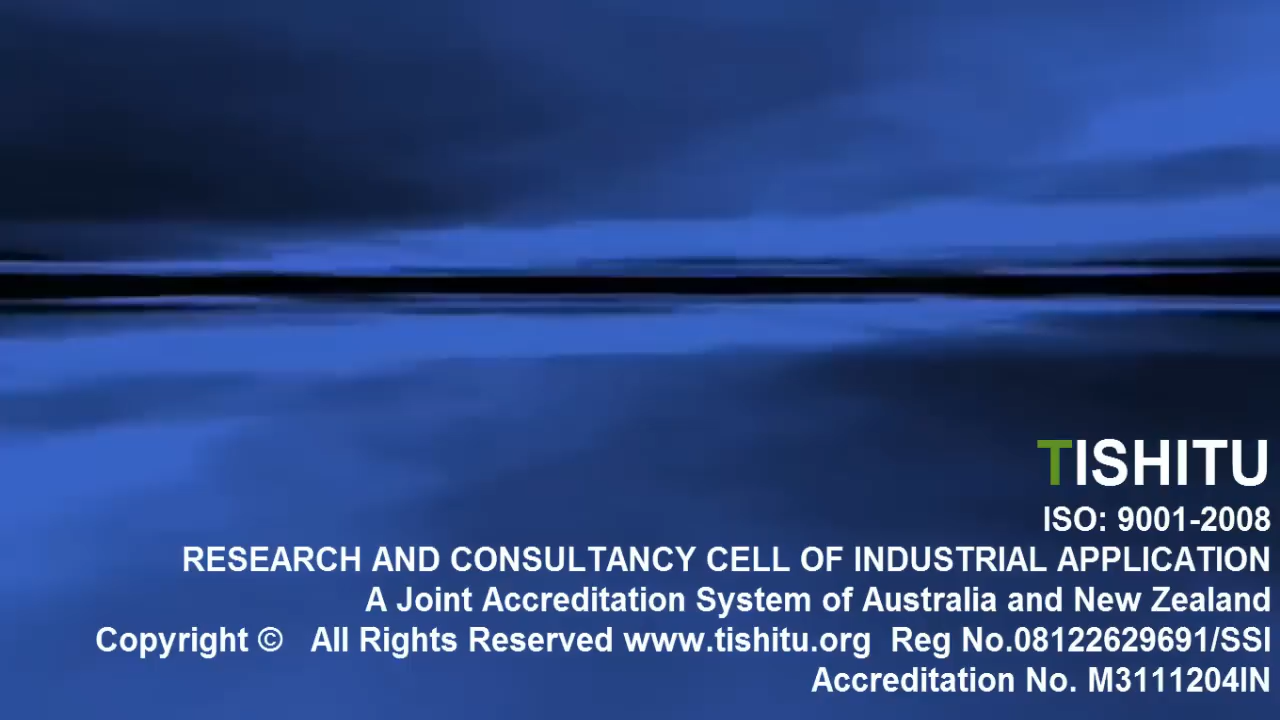 TISHITU
ISO: 9001-2008
RESEARCH AND CONSULTANCY CELL OF INDUSTRIAL APPLICATION
A Joint Accreditation System of Australia and New Zealand
Copyright © All Rights Reserved www.tishitu.org Reg No.08122629691/SSI
Accreditation No. M3111204IN